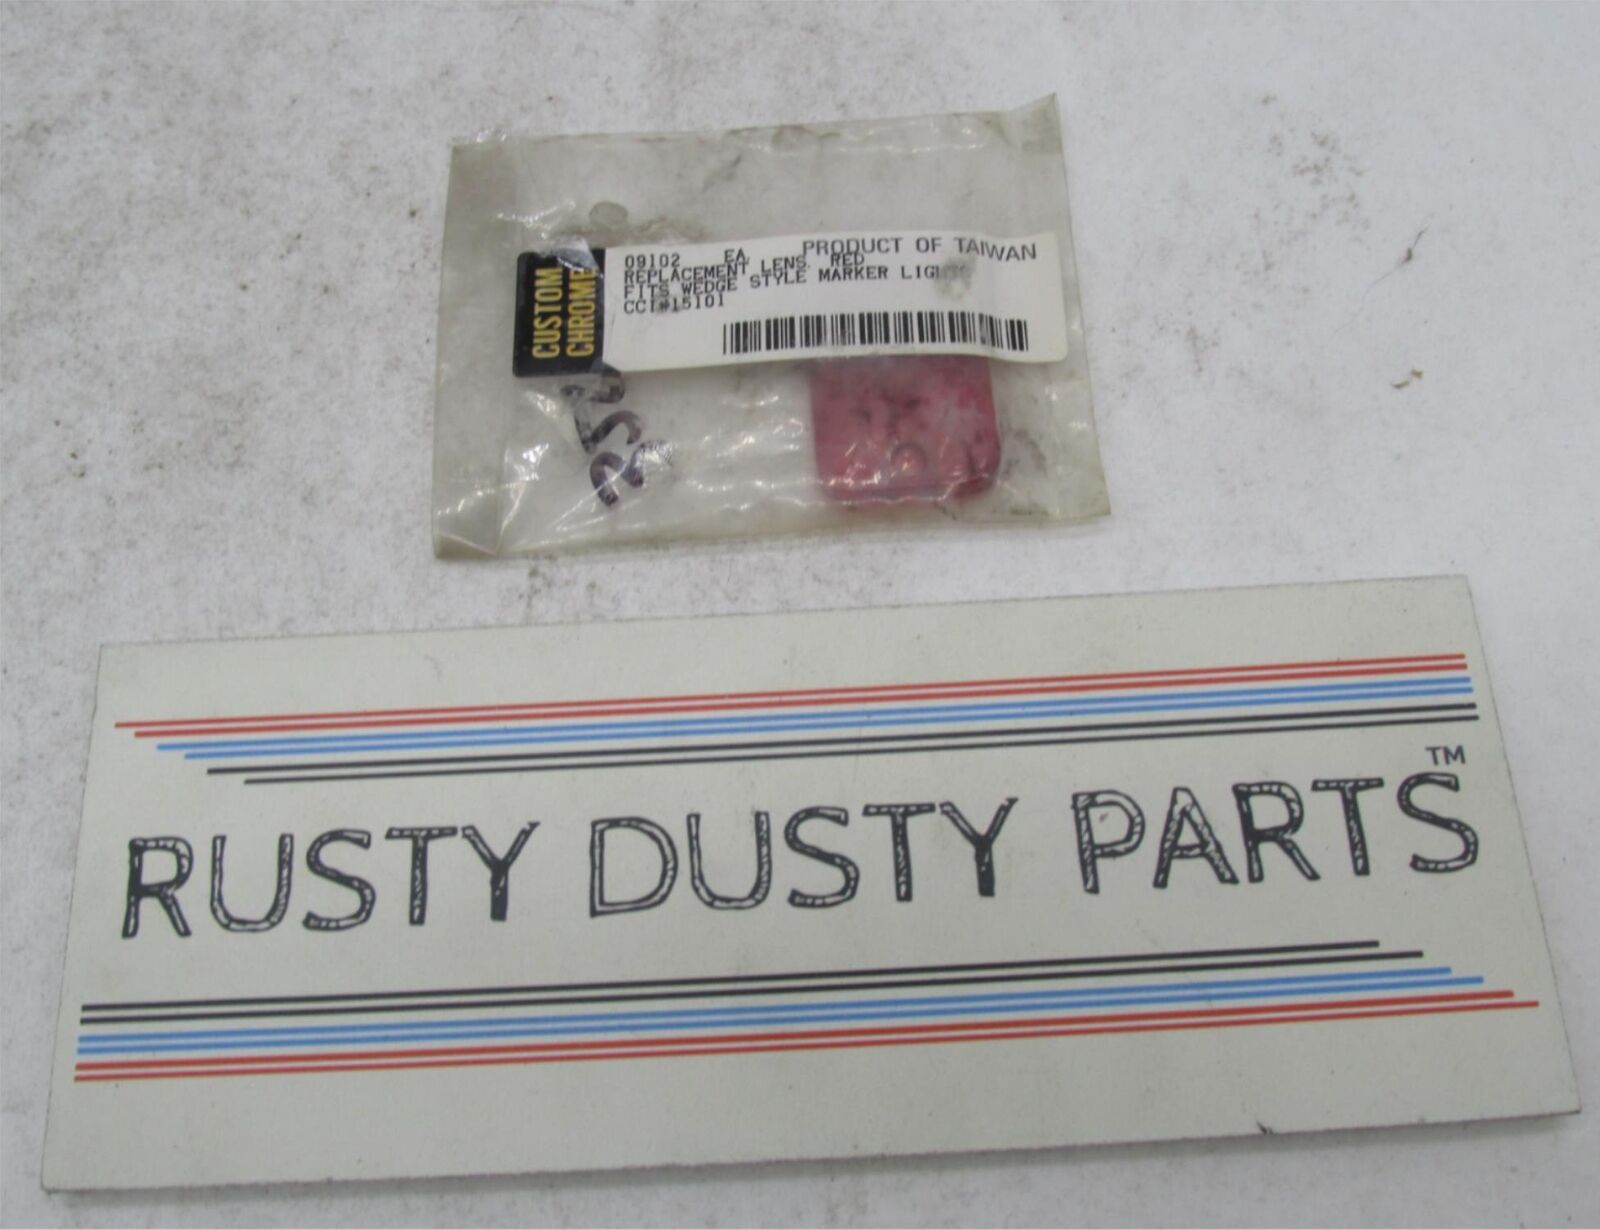 CUSTOM
CHROME
09102 EA PRODUCT OF TAIWAN
REPLACEMENT LENS RED
FITS WEDGE STYLE MARKER LIGHTS
CCI#15101
RUSTY DUSTY PARTS™